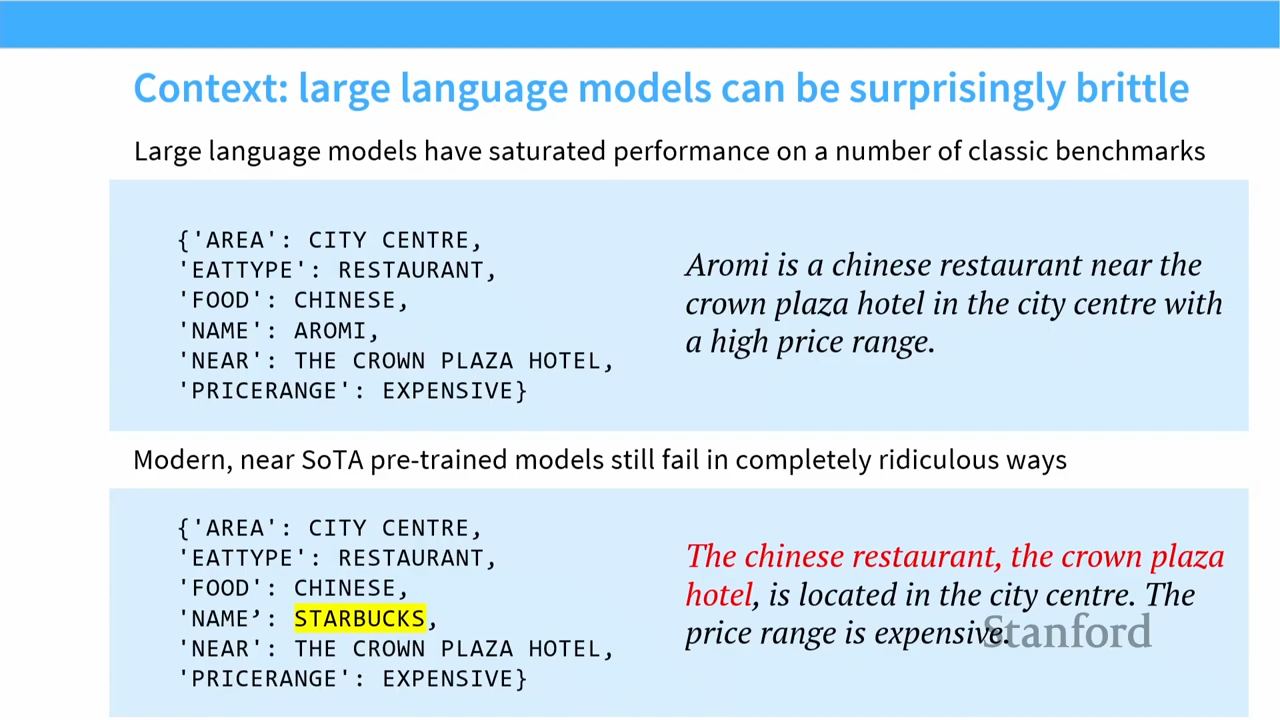 Context: large language models can be surprisingly brittle
Large language models have saturated performance on a number of classic benchmarks
{'AREA': CITY CENTRE,
'EATTYPE': RESTAURANT,
'FOOD': CHINESE,
'NAME': AROMI,
'NEAR': THE CROWN PLAZA HOTEL,
'PRICERANGE': EXPENSIVE}
Aromi is a chinese restaurant near the
crown plaza hotel in the city centre with
a high price range.
Modern, near SoTA pre-trained models still fail in completely ridiculous ways
{'AREA': CITY CENTRE,
'EATTYPE': RESTAURANT,
'FOOD': CHINESE,
'NAME’: STARBUCKS,
'NEAR': THE CROWN PLAZA HOTEL,
'PRICERANGE': EXPENSIVE}
The chinese restaurant, the crown plaza
hotel, is located in the city centre. The
price range is expensive.
Stanford